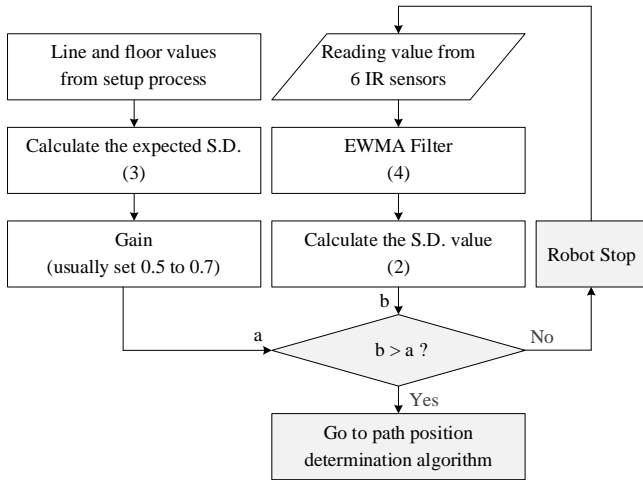 Line and floor values
from setup process
Reading value from
6 IR sensors
Calculate the expected S.D.
(3)
EWMA Filter
(4)
Gain
(usually set 0.5 to 0.7)
Calculate the S.D. value
(2)
Robot Stop
b
a
b > a ?
No
Yes
Go to path position
determination algorithm